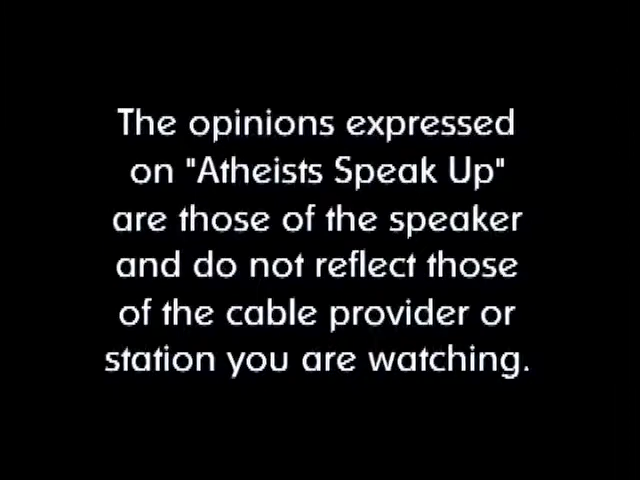 The opinions expressed
on "Atheists Speak Up"
are those of the speaker
and do not reflect those
of the cable provider or
station you are watching.